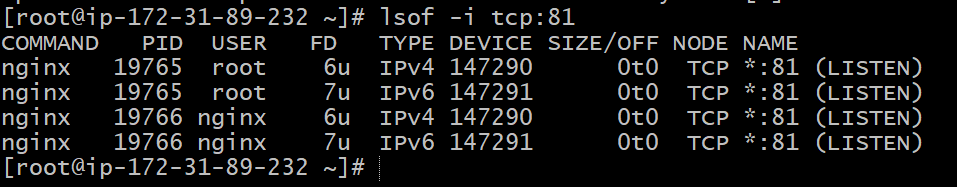 [root@ip-172-31-89-232 ~]# lsof -i tcp:81
COMMAND   PID  USER   FD   TYPE DEVICE SIZE/OFF NODE NAME
nginx   19765  root    6u  IPv4 147290      0t0  TCP *:81 (LISTEN)
nginx   19765  root    7u  IPv6 147291      0t0  TCP *:81 (LISTEN)
nginx   19766 nginx    6u  IPv4 147290      0t0  TCP *:81 (LISTEN)
nginx   19766 nginx    7u  IPv6 147291      0t0  TCP *:81 (LISTEN)
[root@ip-172-31-89-232 ~]#